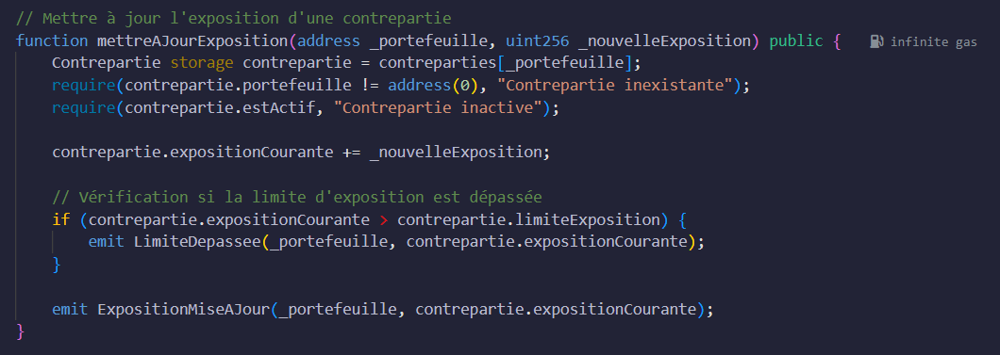 // Mettre à jour l'exposition d'une contrepartie
function mettreAJourExposition(address _portefeuille, uint256 _nouvelleExposition) public { infinite gas
Contrepartie storage contrepartie = contreparties[_portefeuille];
require(contrepartie.portefeuille != address(0), "Contrepartie inexistante");
require(contrepartie.estActif, "Contrepartie inactive");
contrepartie.expositionCourante += _nouvelleExposition;
// Vérification si la limite d'exposition est dépassée
if (contrepartie.expositionCourante > contrepartie.limiteExposition) {
emit LimiteDepassee(_portefeuille, contrepartie.expositionCourante);
}
emit ExpositionMiseAJour(_portefeuille, contrepartie.expositionCourante);
}